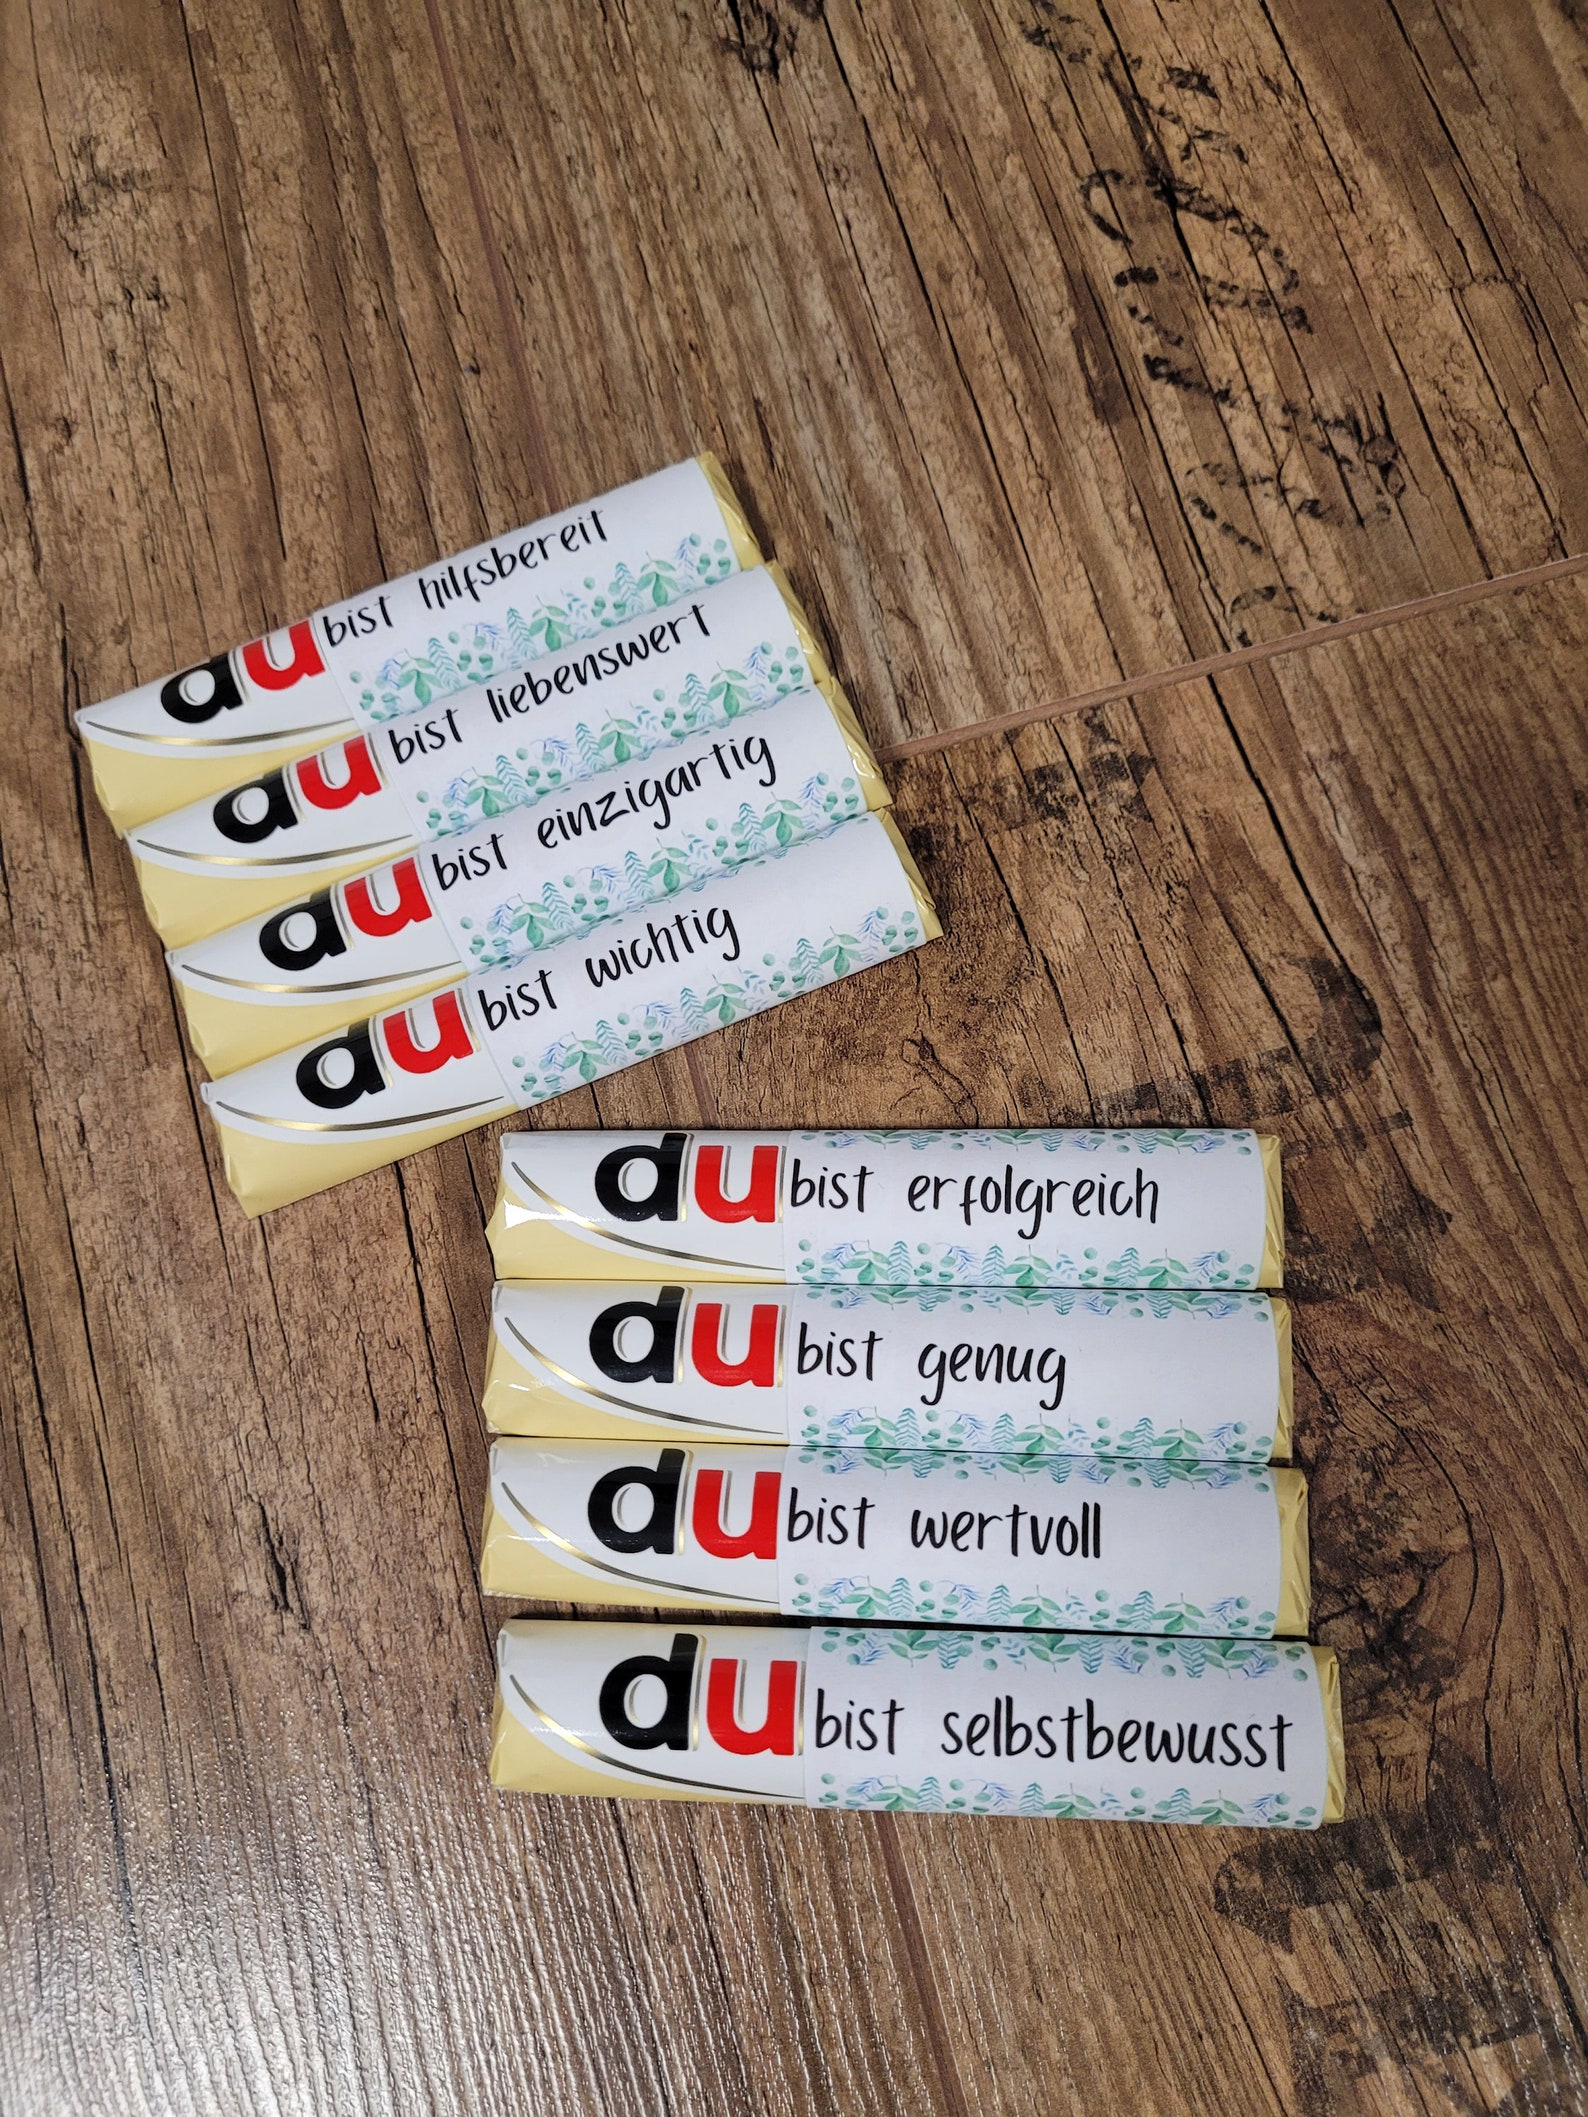 du bist hilfsbereit
du bist liebenswert
du bist einzigartig
du bist wichtig
du bist erfolgreich
du bist genug
du bist wertvoll
du bist selbstbewusst